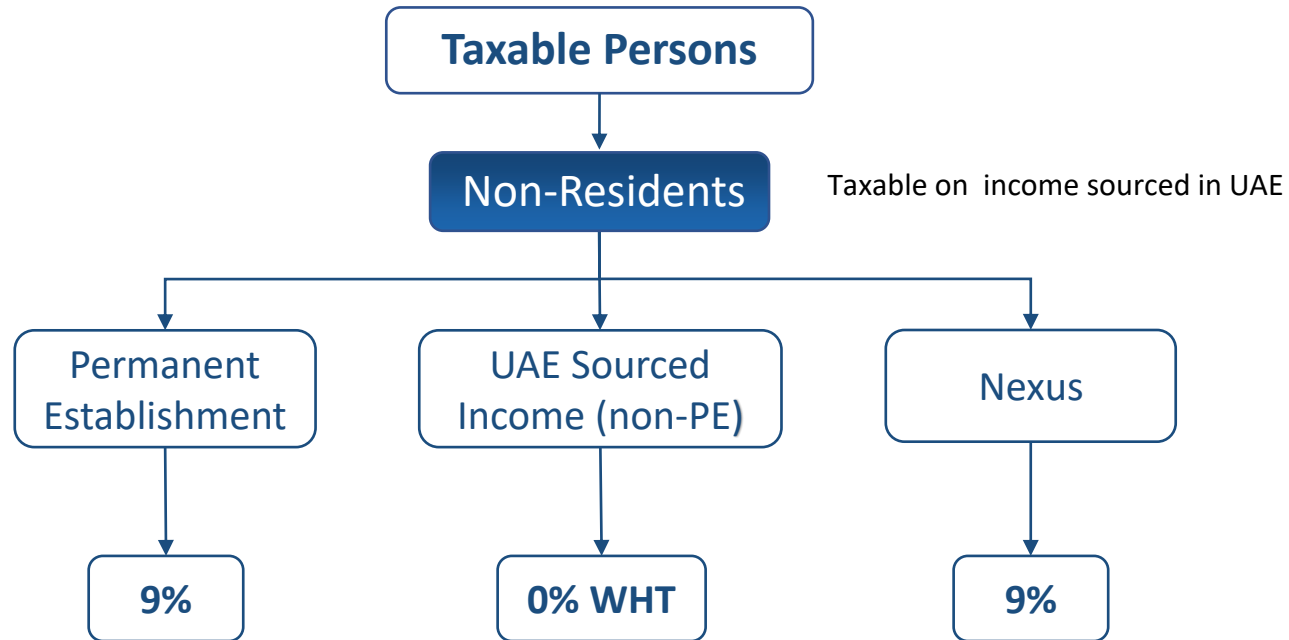 Taxable Persons
Non-Residents
Taxable on income sourced in UAE
Permanent
Establishment
UAE Sourced
Income (non-PE)
Nexus
9%
0% WHT
9%